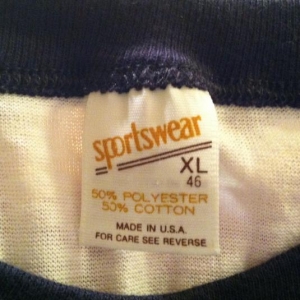 sportswear
XL
46
50% POLYESTER
50% COTTON
MADE IN U.S.A.
FOR CARE SEE REVERSE